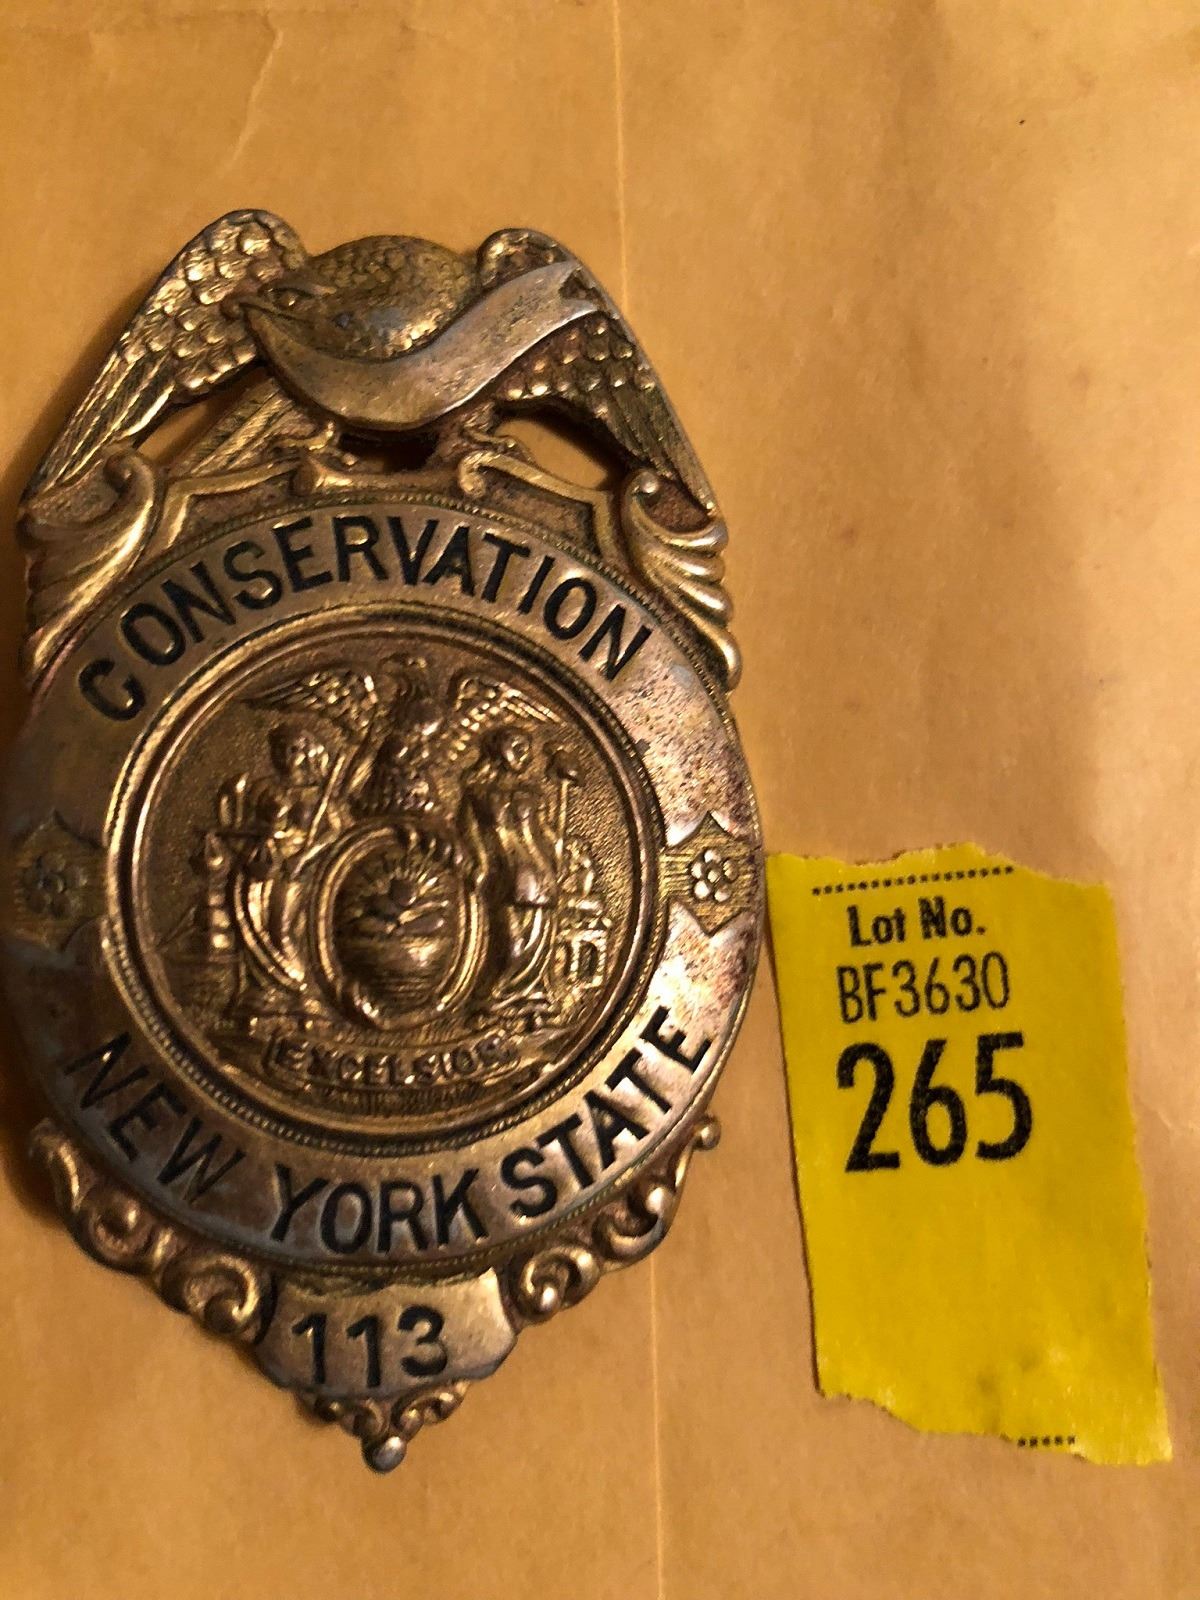 CONSERVATION
EXCELSIOR
NEW YORK STATE
113
Lot No.
BF3630
265